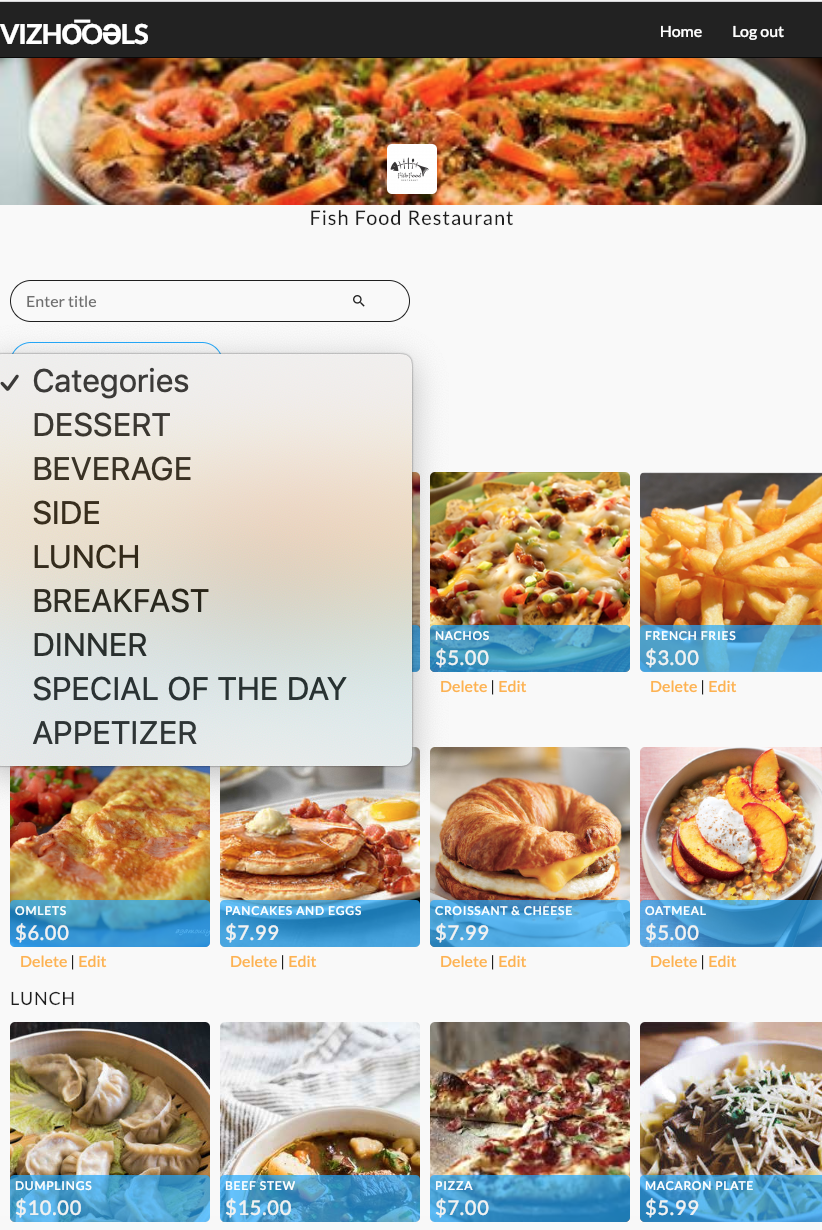 VIZHOOƏLS
Home Log out
Fish Food
Fish Food Restaurant
Enter title
✓ Categories
DESSERT
BEVERAGE
SIDE
LUNCH
BREAKFAST
DINNER
SPECIAL OF THE DAY
APPETIZER
NACHOS FRENCH FRIES
$5.00 $3.00
Delete | Edit Delete | Edit
OMLETS PANCAKES AND EGGS CROISSANT & CHEESE OATMEAL
$6.00 $7.99 $7.99 $5.00
Delete | Edit Delete | Edit Delete | Edit Delete | Edit
LUNCH
DUMPLINGS BEEF STEW PIZZA MACARON PLATE
$10.00 $15.00 $7.00 $5.99